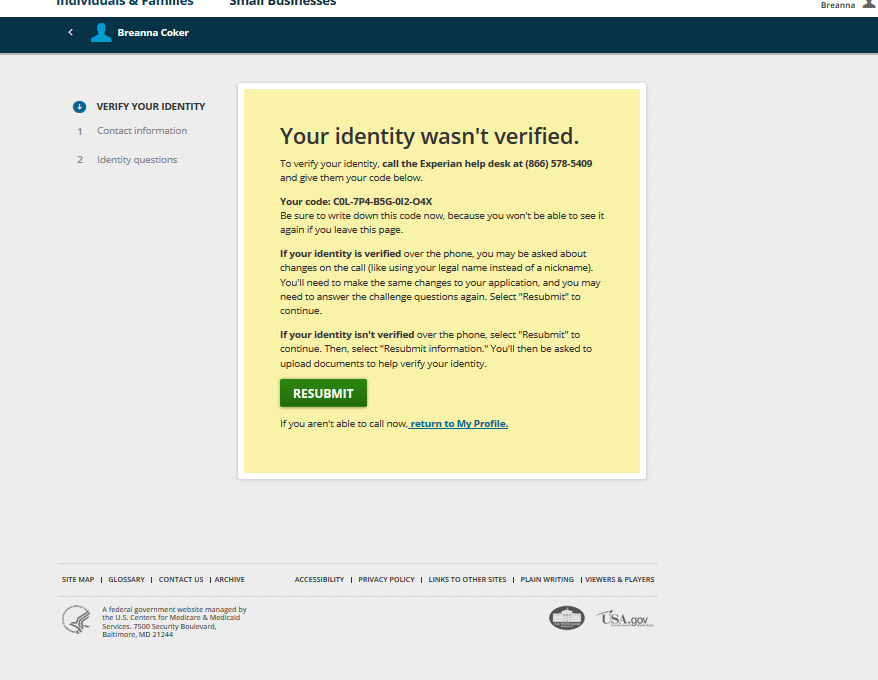 Individuals & Families Small Businesses
Breanna
Breanna Coker
VERIFY YOUR IDENTITY
1 Contact information
2 Identity questions
Your identity wasn't verified.
To verify your identity, call the Experian help desk at (866) 578-5409
and give them your code below.
Your code: C0L-7P4-B5G-0I2-O4X
Be sure to write down this code now, because you won't be able to see it
again if you leave this page.
If your identity is verified over the phone, you may be asked about
changes on the call (like using your legal name instead of a nickname).
You'll need to make the same changes to your application, and you may
need to answer the challenge questions again. Select "Resubmit" to
continue.
If your identity isn't verified over the phone, select "Resubmit" to
continue. Then, select "Resubmit information." You'll then be asked to
upload documents to help verify your identity.
RESUBMIT
If you aren't able to call now, return to My Profile.
SITE MAP | GLOSSARY | CONTACT US | ARCHIVE ACCESSIBILITY | PRIVACY POLICY | LINKS TO OTHER SITES | PLAIN WRITING | VIEWERS & PLAYERS
A federal government website managed by
the U.S. Centers for Medicare & Medicaid
Services. 7500 Security Boulevard,
Baltimore, MD 21244
USA.gov